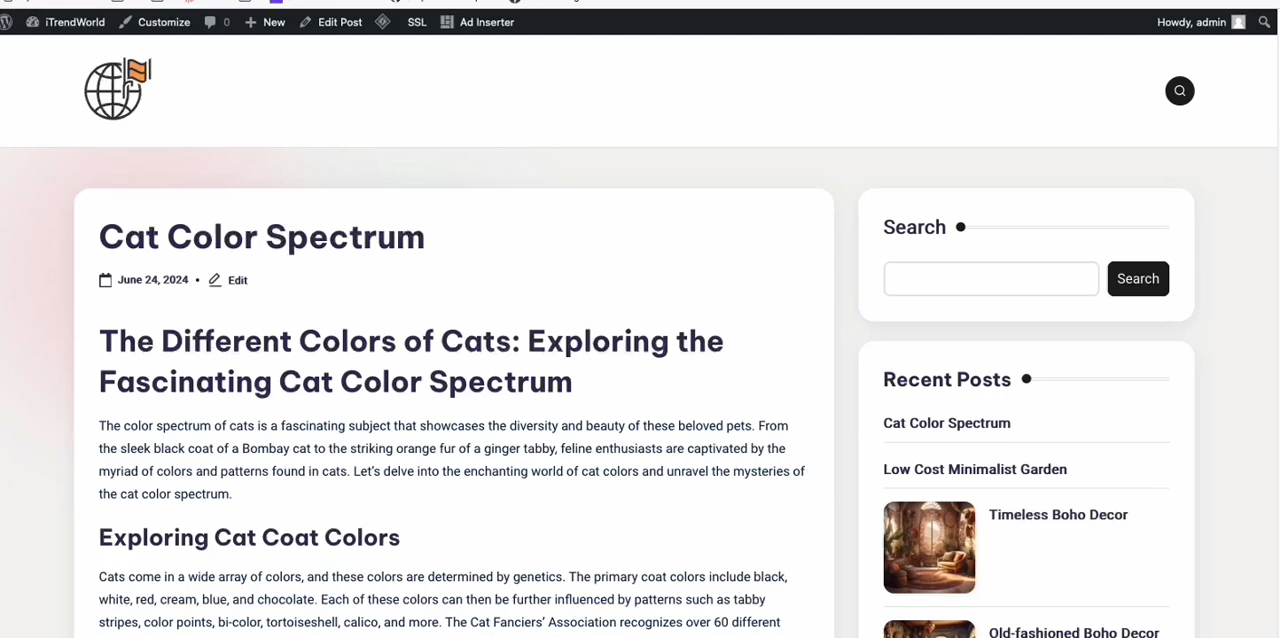 iTrendWorld Customize 0 New Edit Post SSL Ad Inserter Howdy, admin
Cat Color Spectrum
June 24, 2024 • Edit
The Different Colors of Cats: Exploring the
Fascinating Cat Color Spectrum
The color spectrum of cats is a fascinating subject that showcases the diversity and beauty of these beloved pets. From
the sleek black coat of a Bombay cat to the striking orange fur of a ginger tabby, feline enthusiasts are captivated by the
myriad of colors and patterns found in cats. Let's delve into the enchanting world of cat colors and unravel the mysteries of
the cat color spectrum.
Exploring Cat Coat Colors
Cats come in a wide array of colors, and these colors are determined by genetics. The primary coat colors include black,
white, red, cream, blue, and chocolate. Each of these colors can then be further influenced by patterns such as tabby
stripes, color points, bi-color, tortoiseshell, calico, and more. The Cat Fanciers' Association recognizes over 60 different
Search
Search
Recent Posts
Cat Color Spectrum
Low Cost Minimalist Garden
Timeless Boho Decor
Old-fashioned Boho Decor